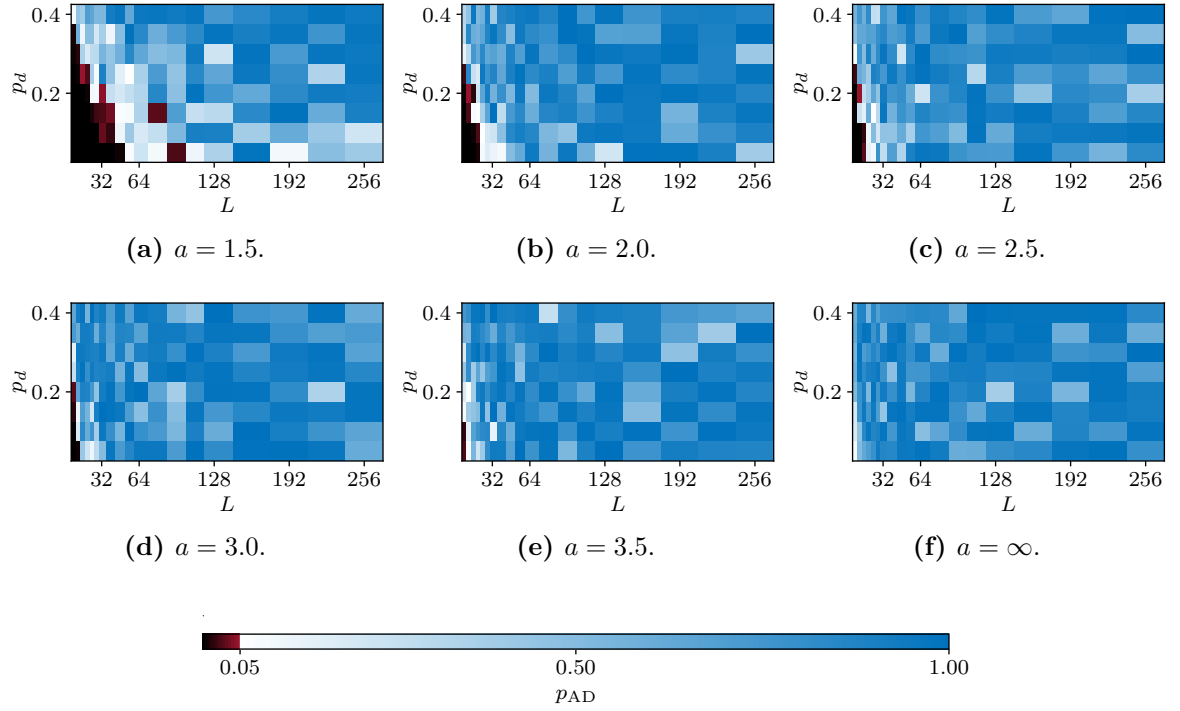 0.4
0.2
p_d
32 64 128 192 256
L
(a) a = 1.5.
0.4
0.2
p_d
32 64 128 192 256
L
(b) a = 2.0.
0.4
0.2
p_d
32 64 128 192 256
L
(c) a = 2.5.
0.4
0.2
p_d
32 64 128 192 256
L
(d) a = 3.0.
0.4
0.2
p_d
32 64 128 192 256
L
(e) a = 3.5.
0.4
0.2
p_d
32 64 128 192 256
L
(f) a = ∞.
0.05 0.50 1.00
p_AD